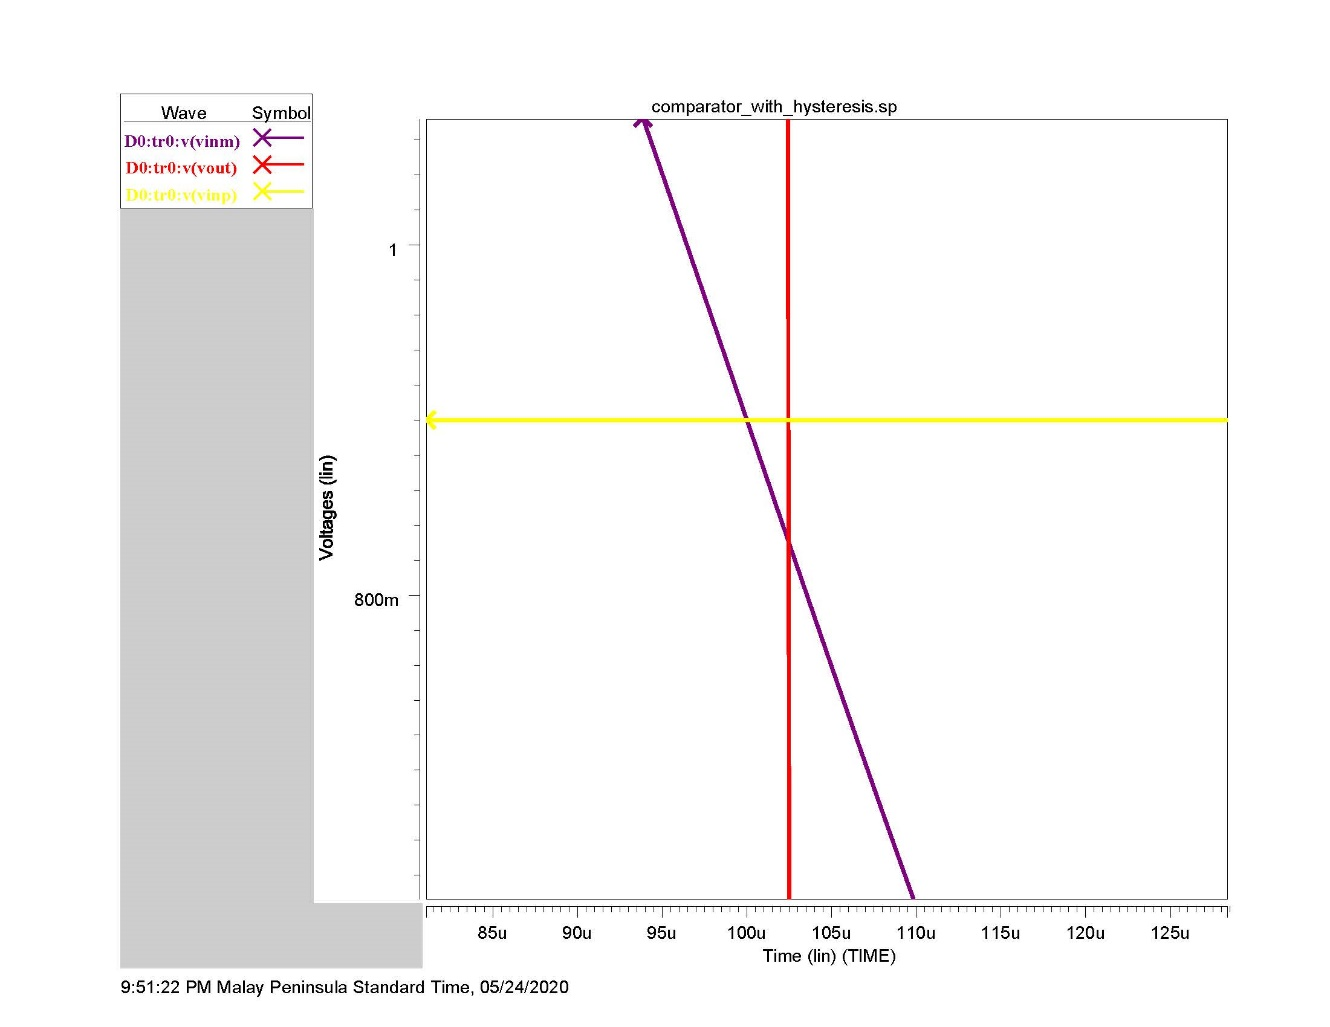 comparator_with_hysteresis.sp
Wave Symbol
D0:tr0:v(vinm)
D0:tr0:v(vout)
D0:tr0:v(vinp)
1
800m
Voltages (lin)
85u 90u 95u 100u 105u 110u 115u 120u 125u
Time (lin) (TIME)
9:51:22 PM Malay Peninsula Standard Time, 05/24/2020